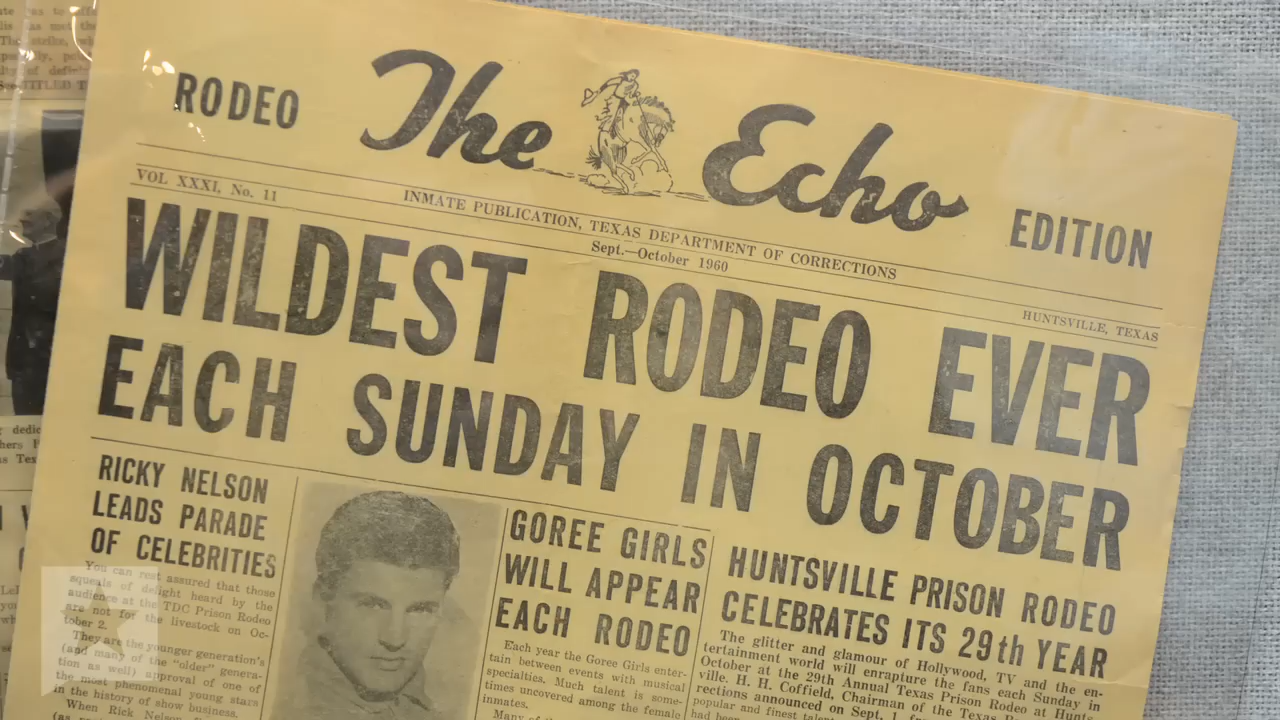 RODEO The Echo EDITION
VOL XXXI, No. 11
INMATE PUBLICATION, TEXAS DEPARTMENT OF CORRECTIONS
Sept.—October 1960
HUNTSVILLE, TEXAS
WILDEST RODEO EVER
EACH SUNDAY IN OCTOBER
RICKY NELSON
LEADS PARADE
OF CELEBRITIES
You can rest assured that those
squeals of delight heard by the
audience at the TDC Prison Rodeo
are not for the livestock on Oc-
tober 2.
They are the younger generation's
(and many of the "older" genera-
tion as well) approval of one of
the most phenomenal young stars
in the history of show business.
When Rick Nelson
GOREE GIRLS
WILL APPEAR
EACH RODEO
Each year the Goree Girls enter-
tain between events with musical
specialties. Much talent is some-
times uncovered among the female
inmates.
Many of
HUNTSVILLE PRISON RODEO
CELEBRATES ITS 29th YEAR
The glitter and glamour of Hollywood, TV and the en-
tertainment world will enrapture the fans each Sunday in
October at the 29th Annual Texas Prison Rodeo at Hunts-
ville. H. H. Coffield, Chairman of the Texas
rections announced on Sept. 1
popular and finest
had been